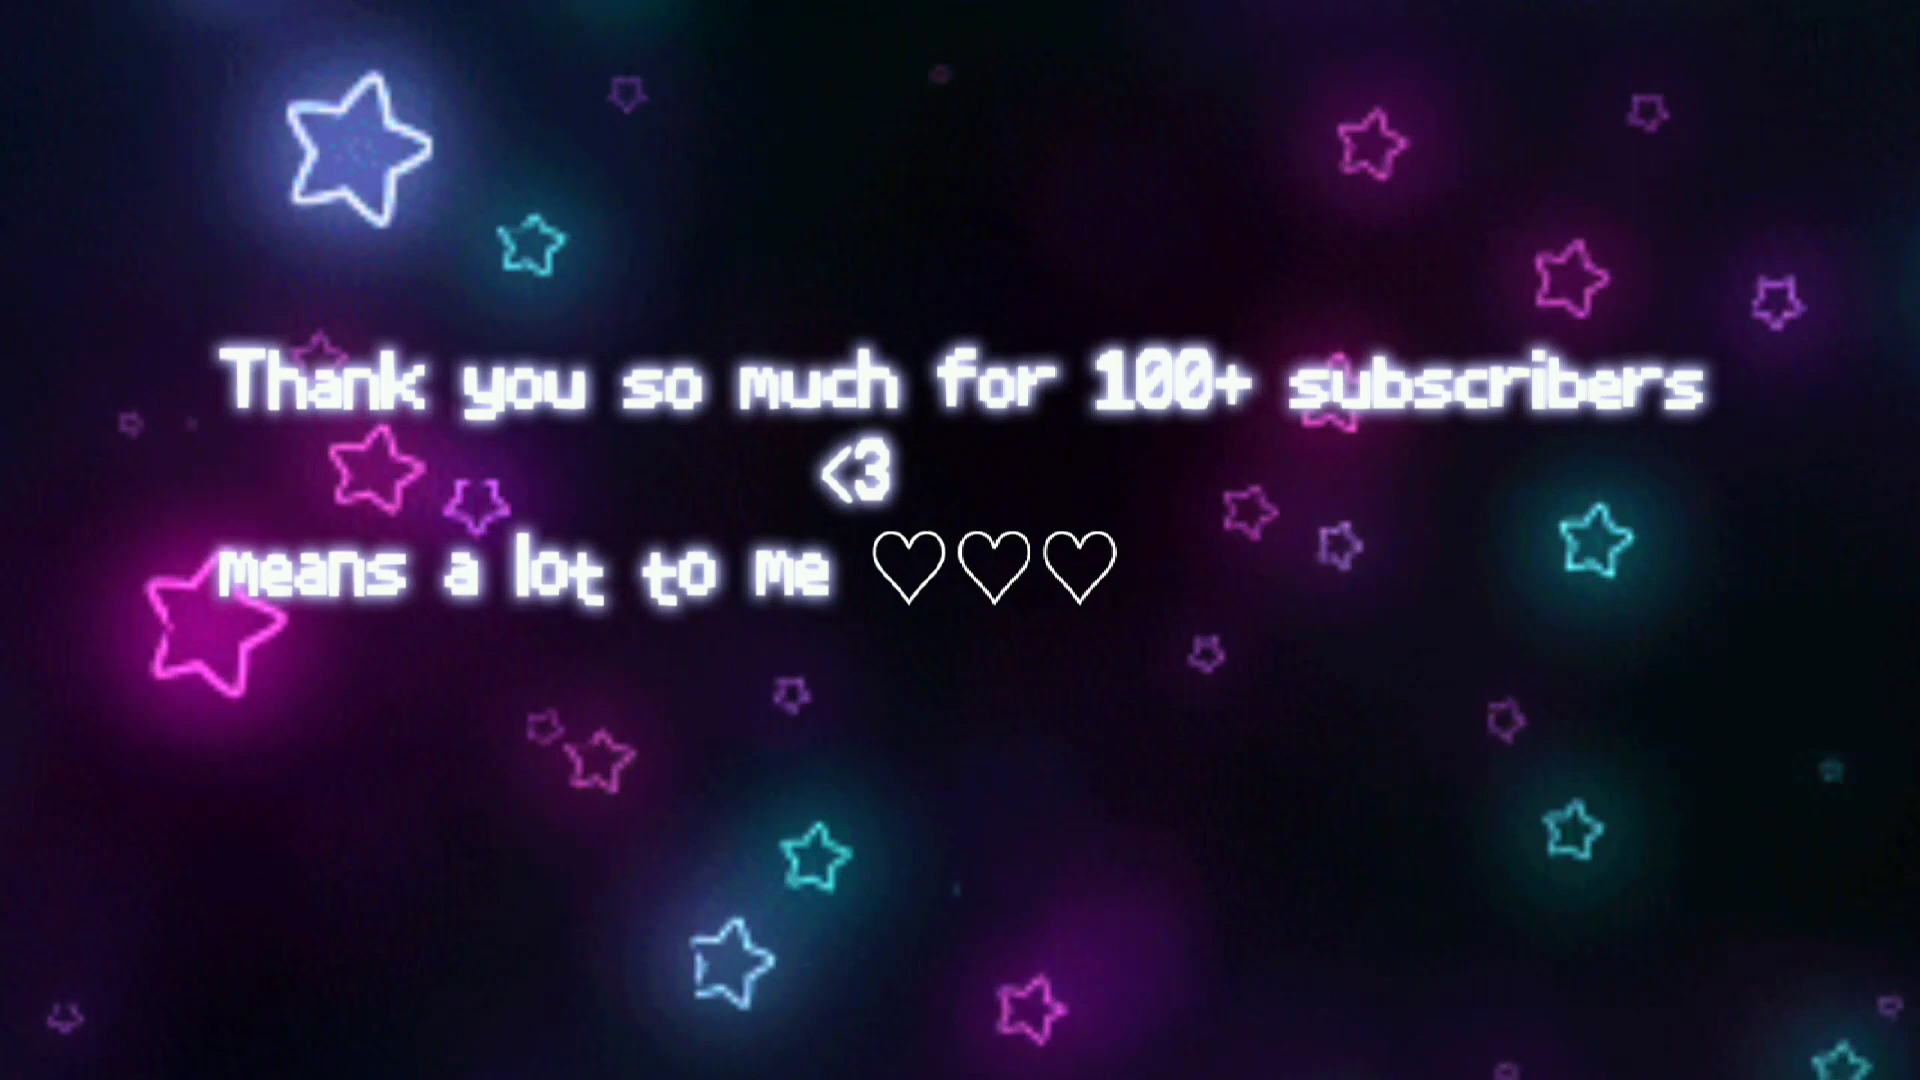 Thank you so much for 100+ subscribers
<3
means a lot to me ♡♡♡